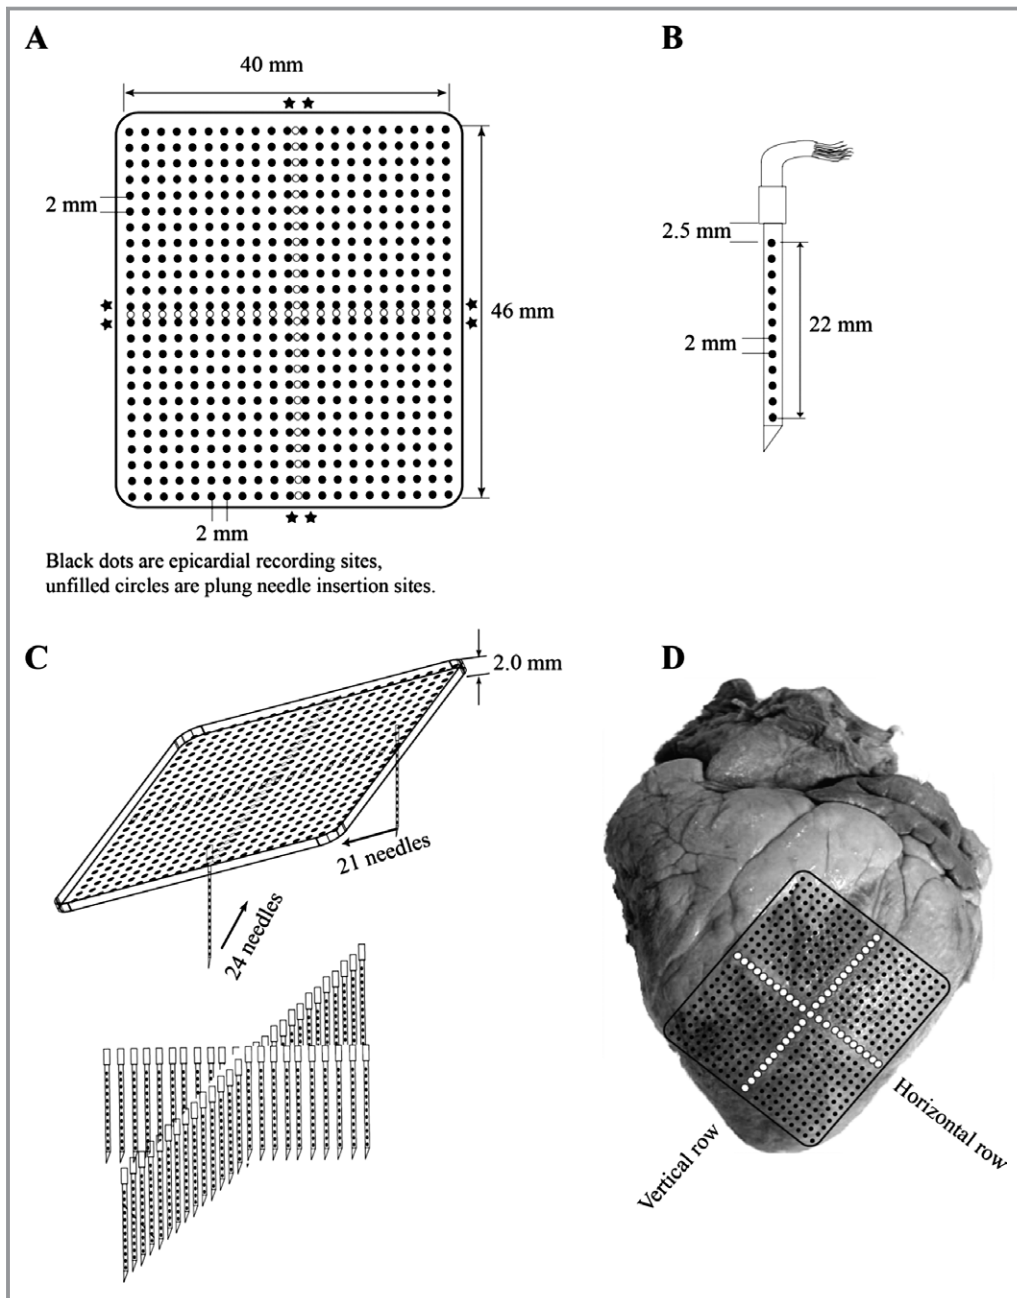 A
40 mm
2 mm
46 mm
2 mm
Black dots are epicardial recording sites,
unfilled circles are plung needle insertion sites.
B
2.5 mm
22 mm
2 mm
C
2.0 mm
21 needles
24 needles
D
Horizontal row
Vertical row